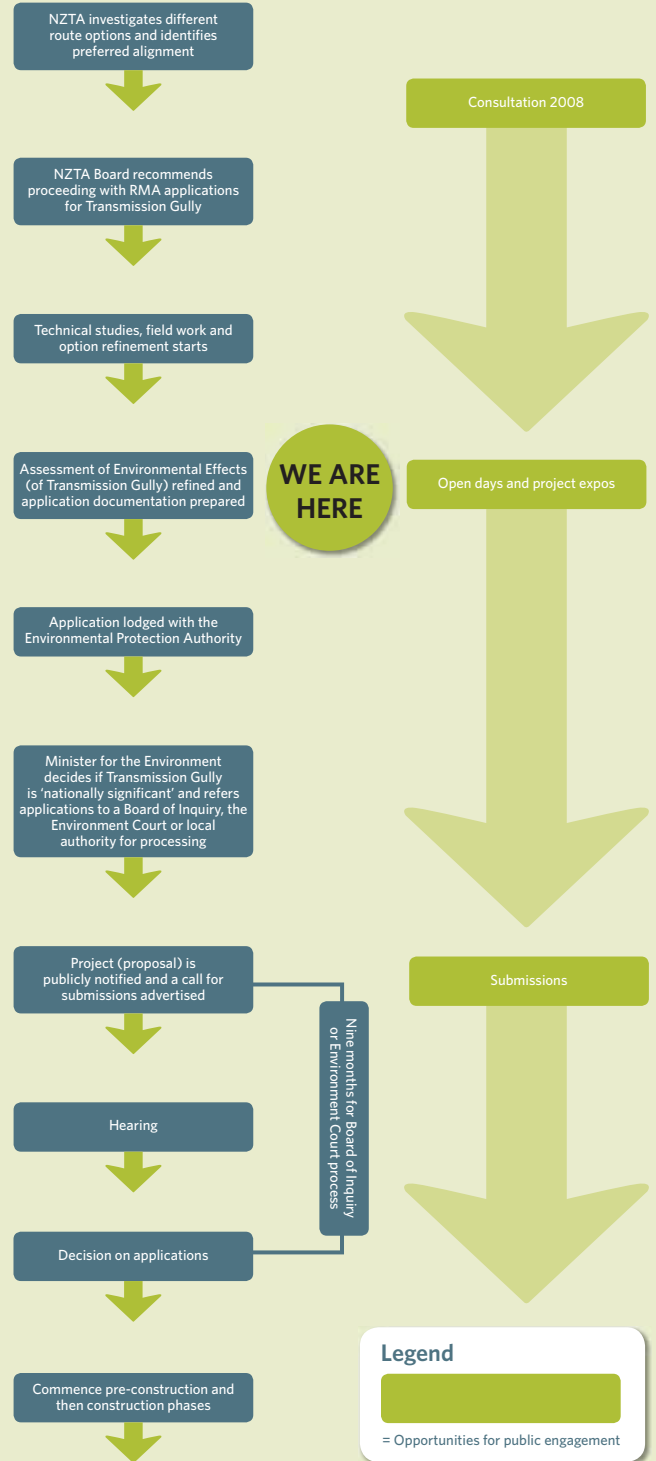 NZTA investigates different
route options and identifies
preferred alignment
Consultation 2008
NZTA Board recommends
proceeding with RMA applications
for Transmission Gully
Technical studies, field work and
option refinement starts
Assessment of Environmental Effects
(of Transmission Gully) refined and
application documentation prepared
WE ARE
HERE
Open days and project expos
Application lodged with the
Environmental Protection Authority
Minister for the Environment
decides if Transmission Gully
is ‘nationally significant’ and refers
applications to a Board of Inquiry, the
Environment Court or local
authority for processing
Project (proposal) is
publicly notified and a call for
submissions advertised
Submissions
Nine months for Board of Inquiry
or Environment Court process
Hearing
Decision on applications
Commence pre-construction and
then construction phases
Legend
= Opportunities for public engagement